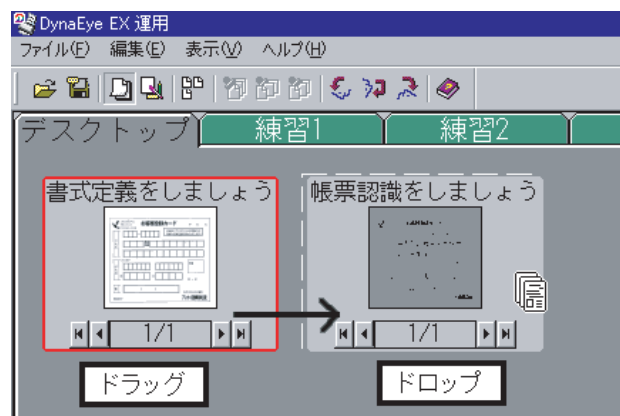 DynaEye EX 運用
ファイル(F) 編集(E) 表示(V) ヘルプ(H)
デスクトップ 練習1 練習2
書式定義をしましょう 帳票認識をしましょう
1/1 1/1
ドラッグ ドロップ